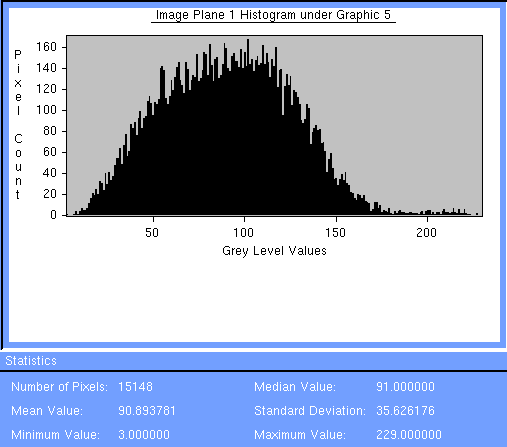 Image Plane 1 Histogram under Graphic 5
Pixel Count
160
140
120
100
80
60
40
20
0
50 100 150 200
Grey Level Values
Statistics
Number of Pixels: 15148 Median Value: 91.000000
Mean Value: 90.893781 Standard Deviation: 35.626176
Minimum Value: 3.000000 Maximum Value: 229.000000